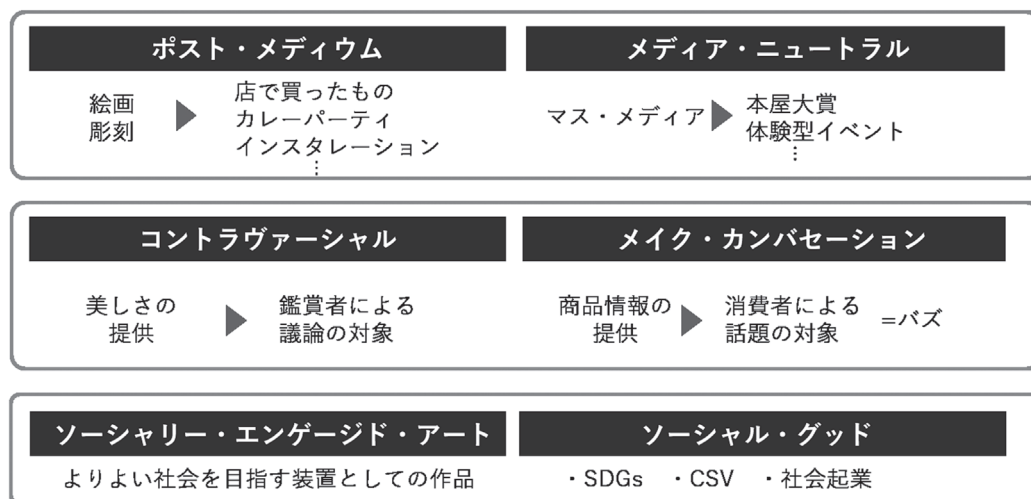 ポスト・メディウム
絵画
彫刻
店で買ったもの
カレーパーティ
インスタレーション
⋮
メディア・ニュートラル
マス・メディア
本屋大賞
体験型イベント
⋮
コントラヴァーシャル
美しさの
提供
鑑賞者による
議論の対象
メイク・カンバセーション
商品情報の
提供
消費者による
話題の対象
=バズ
ソーシャリー・エンゲージド・アート
よりよい社会を目指す装置としての作品
ソーシャル・グッド
・SDGs ・CSV ・社会起業